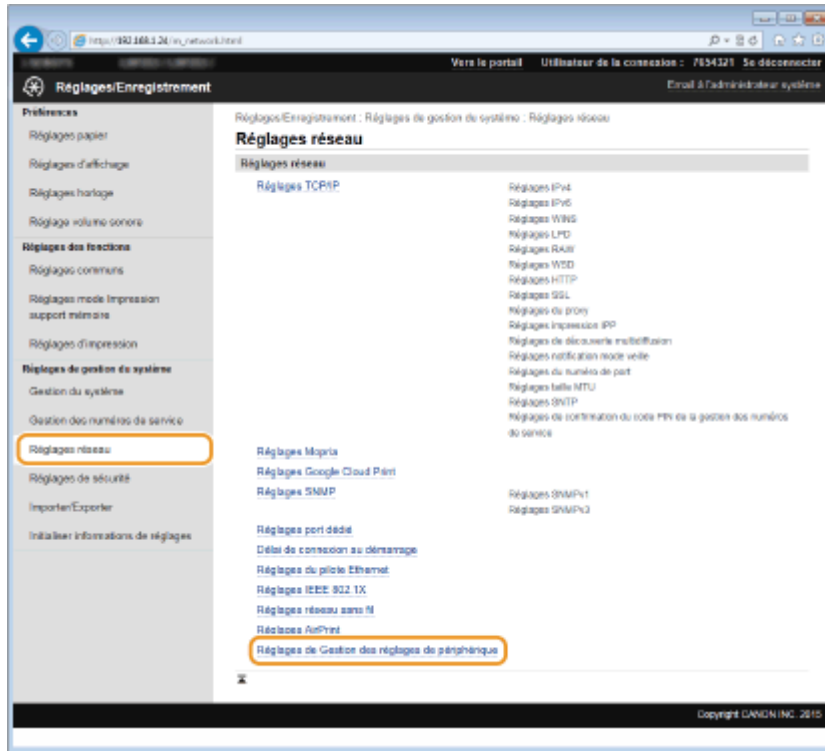 http://192.168.1.24/m_network.html
Vers le portail Utilisateur de la connexion : 7654321 Se déconnecter
Réglages/Enregistrement
Email à l'administrateur système
Préférences
Réglages papier
Réglages d'affichage
Réglages horloge
Réglage volume sonore
Réglages des fonctions
Réglages communs
Réglages mode Impression
support mémoire
Réglages d'impression
Réglages de gestion du système
Gestion du système
Gestion des numéros de service
Réglages réseau
Réglages de sécurité
Importer/Exporter
Initialiser informations de réglages
Réglages/Enregistrement : Réglages de gestion du système : Réglages réseau
Réglages réseau
Réglages réseau
Réglages TCP/IP
Réglages IPv4
Réglages IPv6
Réglages WINS
Réglages LPD
Réglages RAW
Réglages WSD
Réglages HTTP
Réglages SSL
Réglages du proxy
Réglages impression IPP
Réglages de découverte multidiffusion
Réglages notification mode veille
Réglages du numéro de port
Réglages taille MTU
Réglages SNTP
Réglages de confirmation du code PIN de la gestion des numéros
de service
Réglages Mopria
Réglages Google Cloud Print
Réglages SNMP
Réglages SNMPv1
Réglages SNMPv3
Réglages port dédié
Délai de connexion au démarrage
Réglages du pilote Ethernet
Réglages IEEE 802.1X
Réglages réseau sans fil
Réglages AirPrint
Réglages de Gestion des réglages de périphérique
Copyright CANON INC. 2015